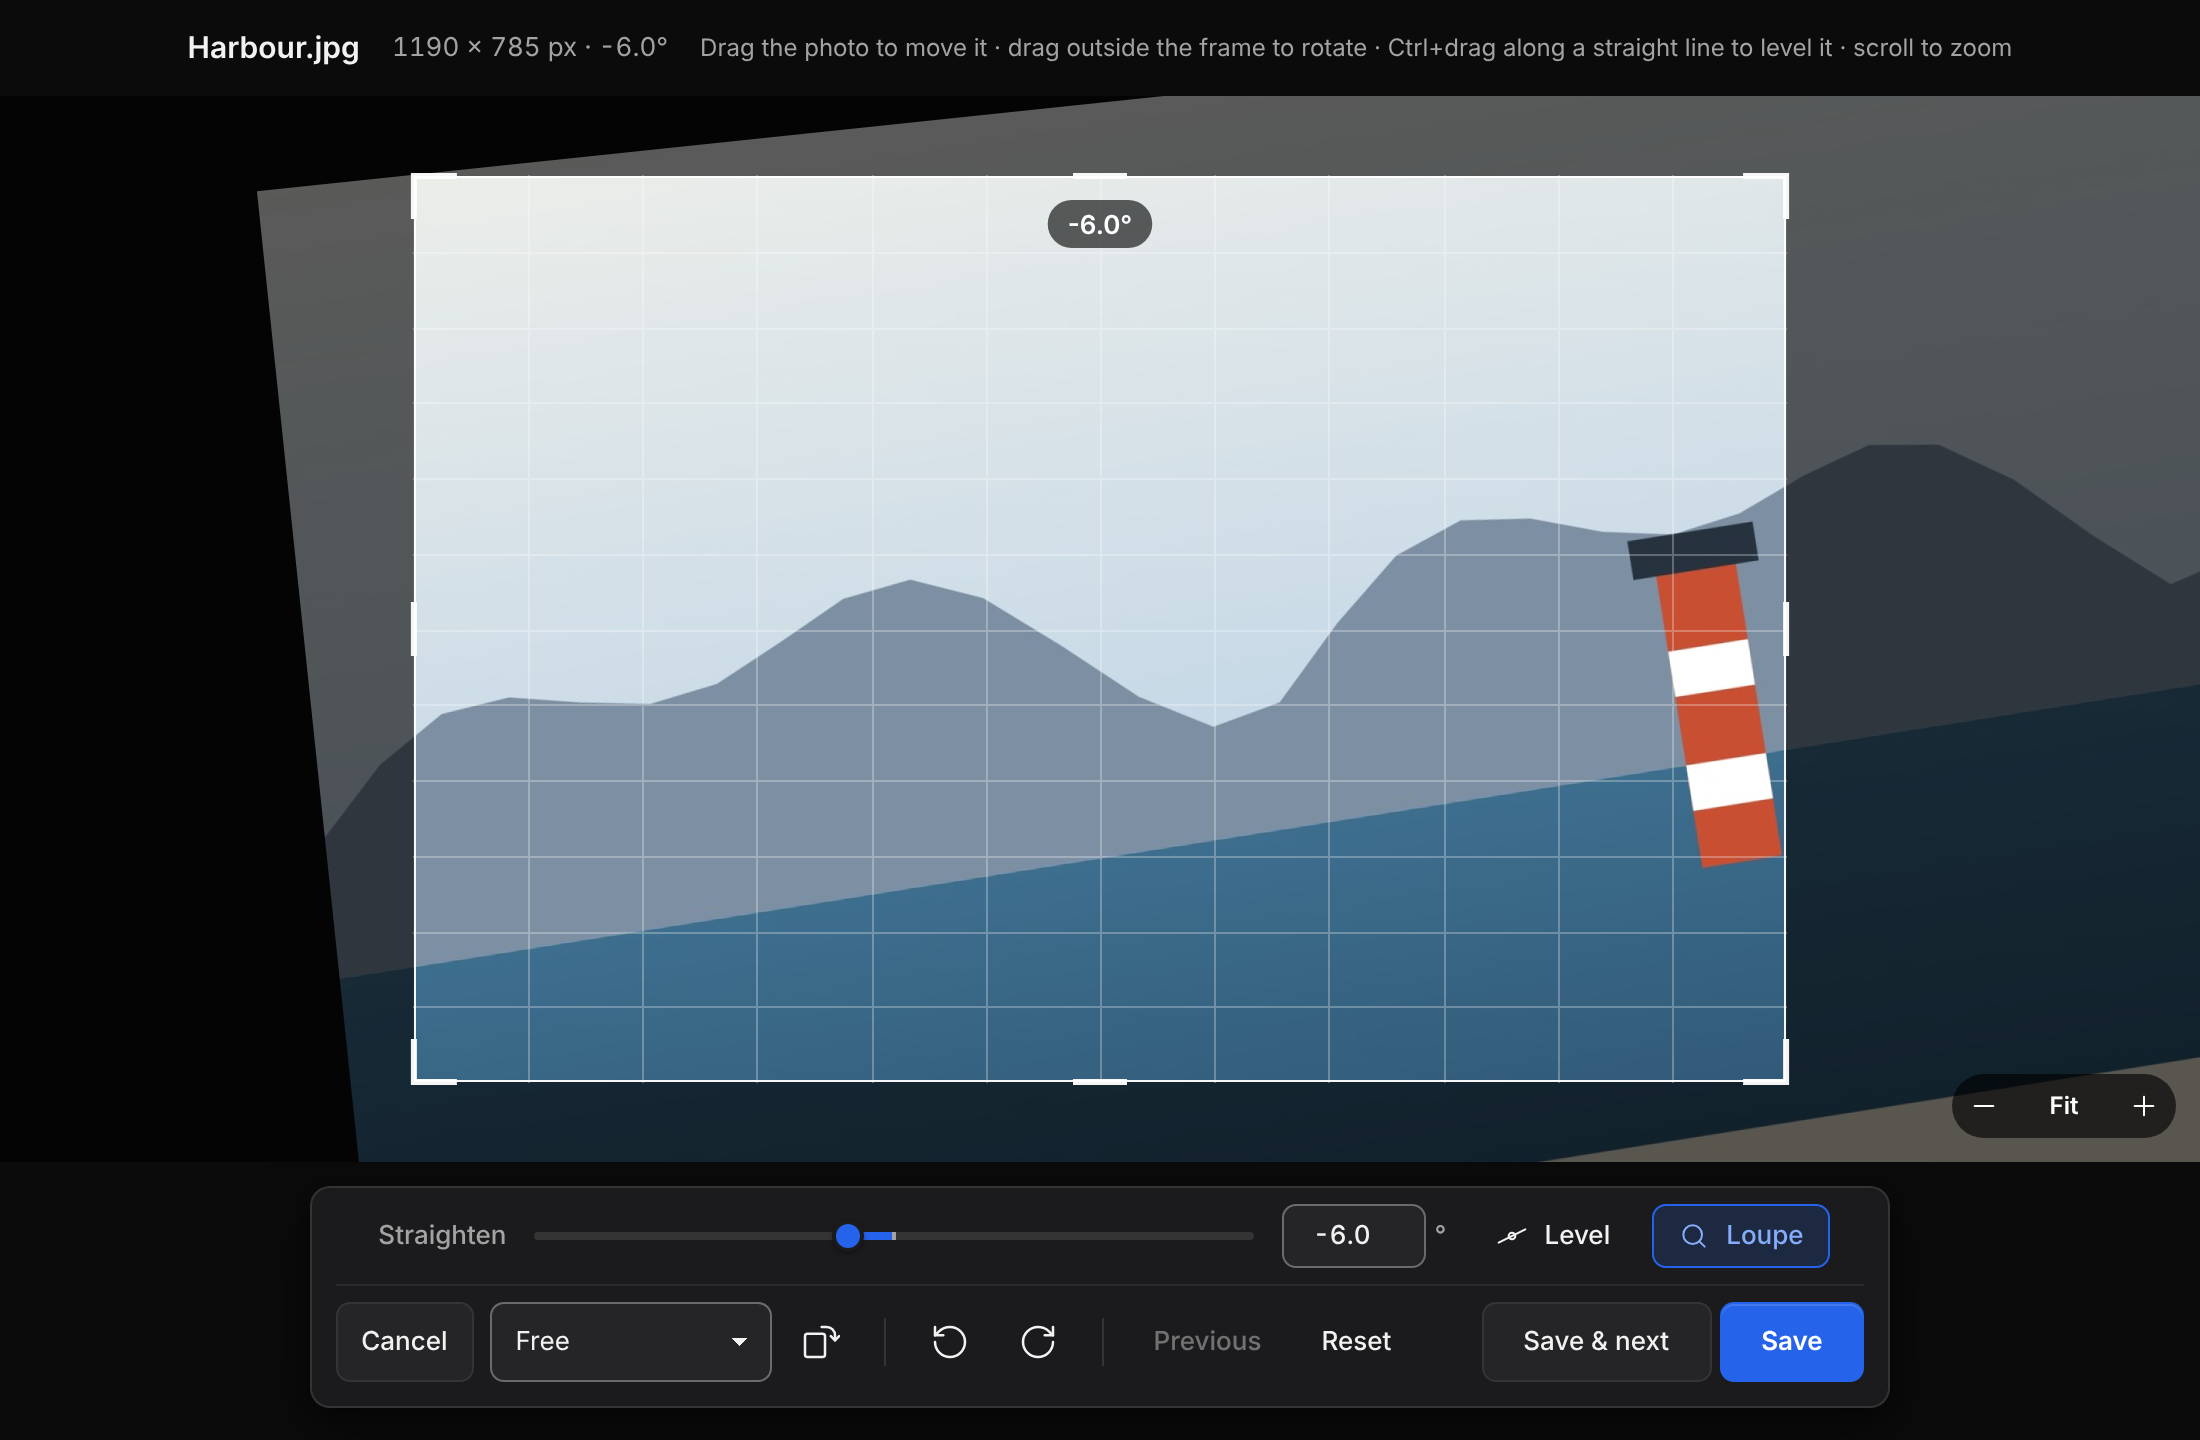 Harbour.jpg 1190 × 785 px · -6.0° Drag the photo to move it · drag outside the frame to rotate · Ctrl+drag along a straight line to level it · scroll to zoom
-6.0°
Fit
Straighten -6.0 ° Level Loupe
Cancel Free Previous Reset Save & next Save